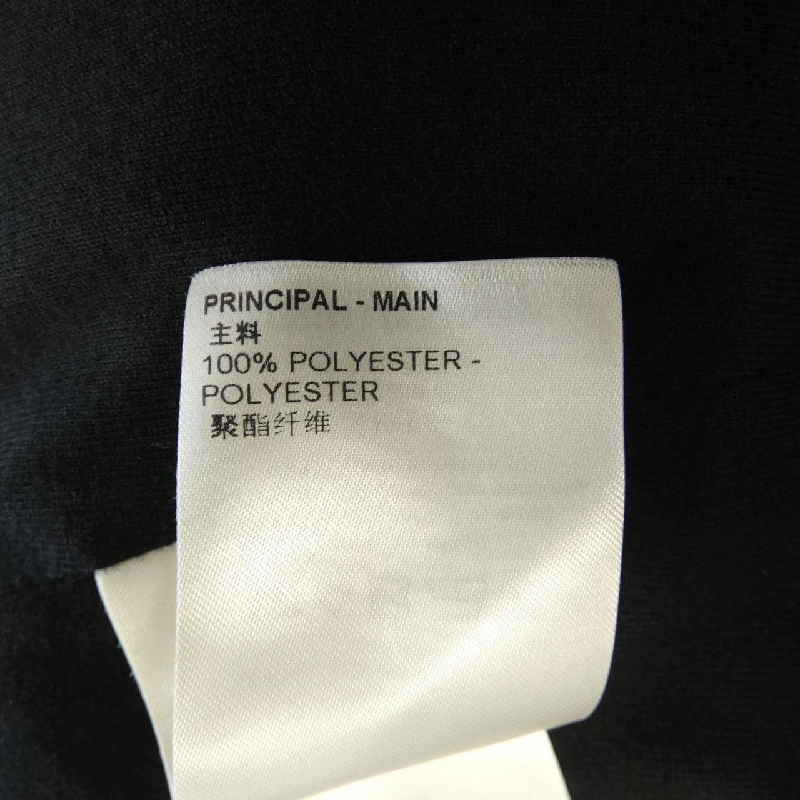 PRINCIPAL - MAIN
主料
100% POLYESTER -
POLYESTER
聚酯纤维